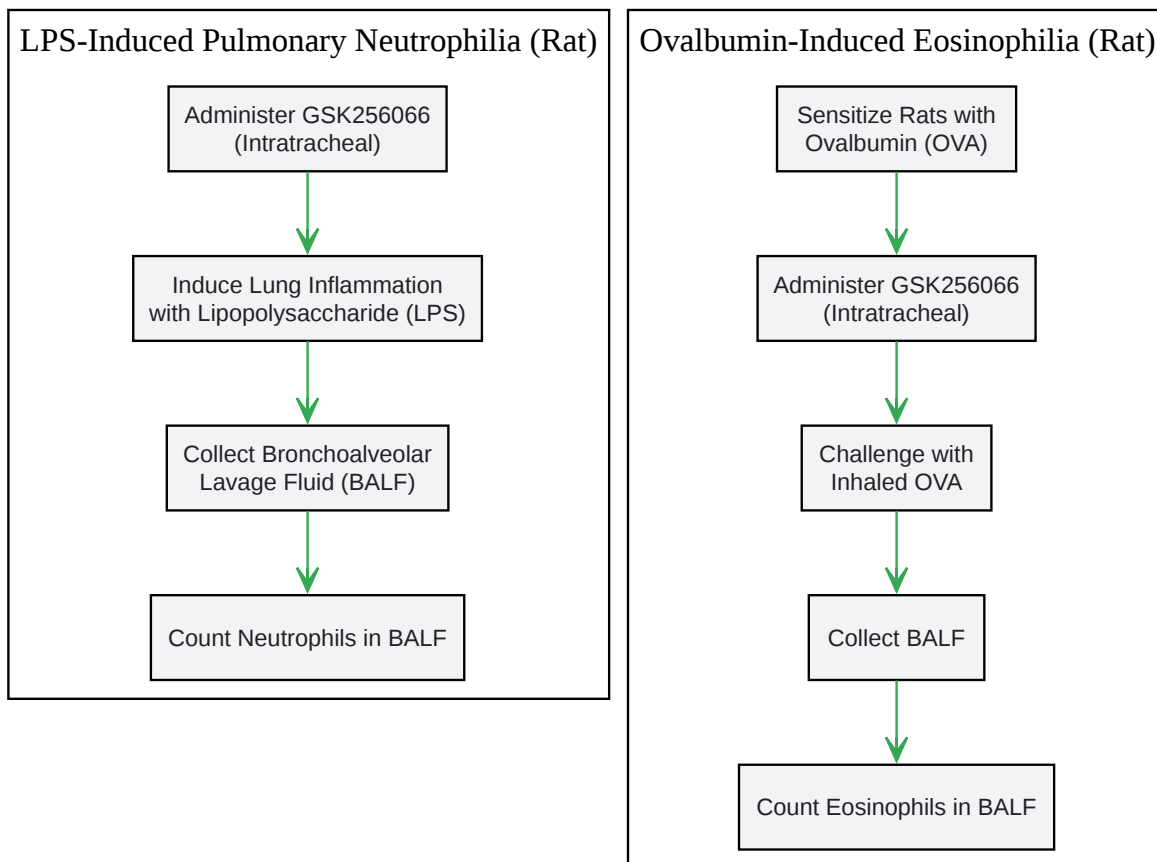 LPS-Induced Pulmonary Neutrophilia (Rat)
Administer GSK256066
(Intratracheal)
Induce Lung Inflammation
with Lipopolysaccharide (LPS)
Collect Bronchoalveolar
Lavage Fluid (BALF)
Count Neutrophils in BALF
Ovalbumin-Induced Eosinophilia (Rat)
Sensitize Rats with
Ovalbumin (OVA)
Administer GSK256066
(Intratracheal)
Challenge with
Inhaled OVA
Collect BALF
Count Eosinophils in BALF